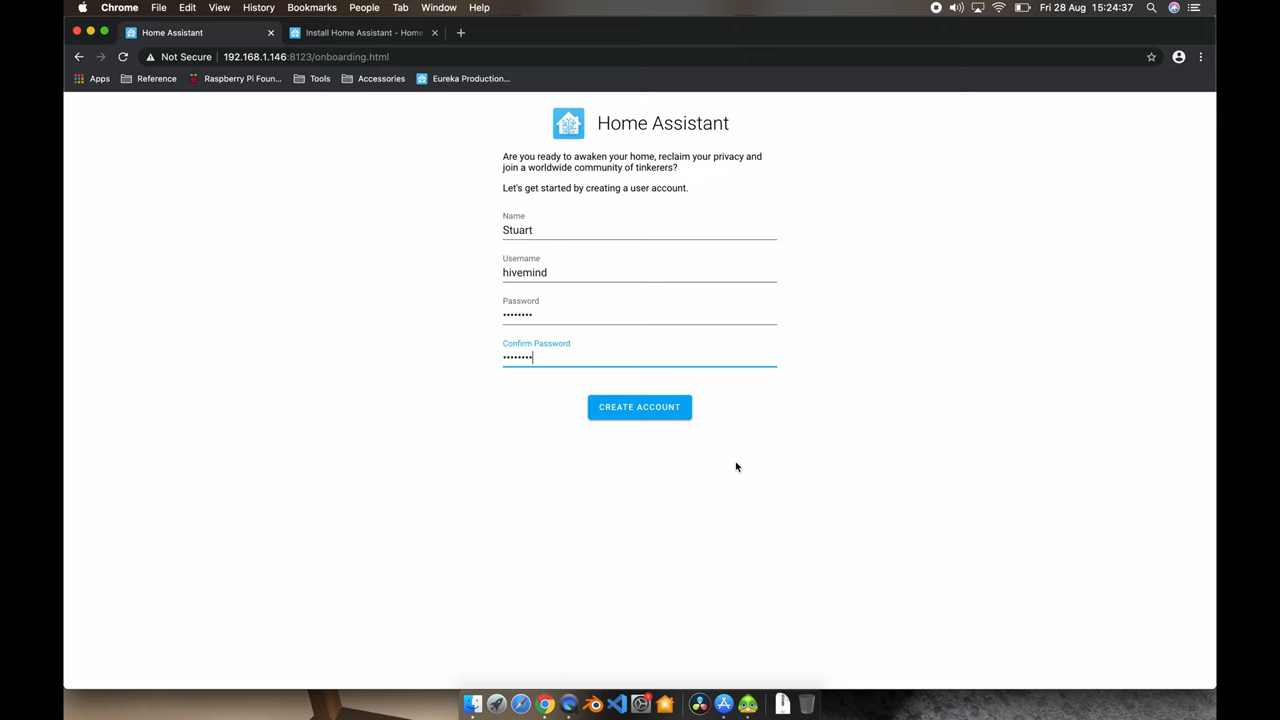 Chrome File Edit View History Bookmarks People Tab Window Help Fri 28 Aug 15:24:37
Home Assistant Install Home Assistant - Home
Not Secure 192.168.1.146:8123/onboarding.html
Apps Reference Raspberry Pi Foun... Tools Accessories Eureka Production...
Home Assistant
Are you ready to awaken your home, reclaim your privacy and
join a worldwide community of tinkerers?
Let's get started by creating a user account.
Name
Stuart
Username
hivemind
Password
••••••••
Confirm Password
••••••••
CREATE ACCOUNT